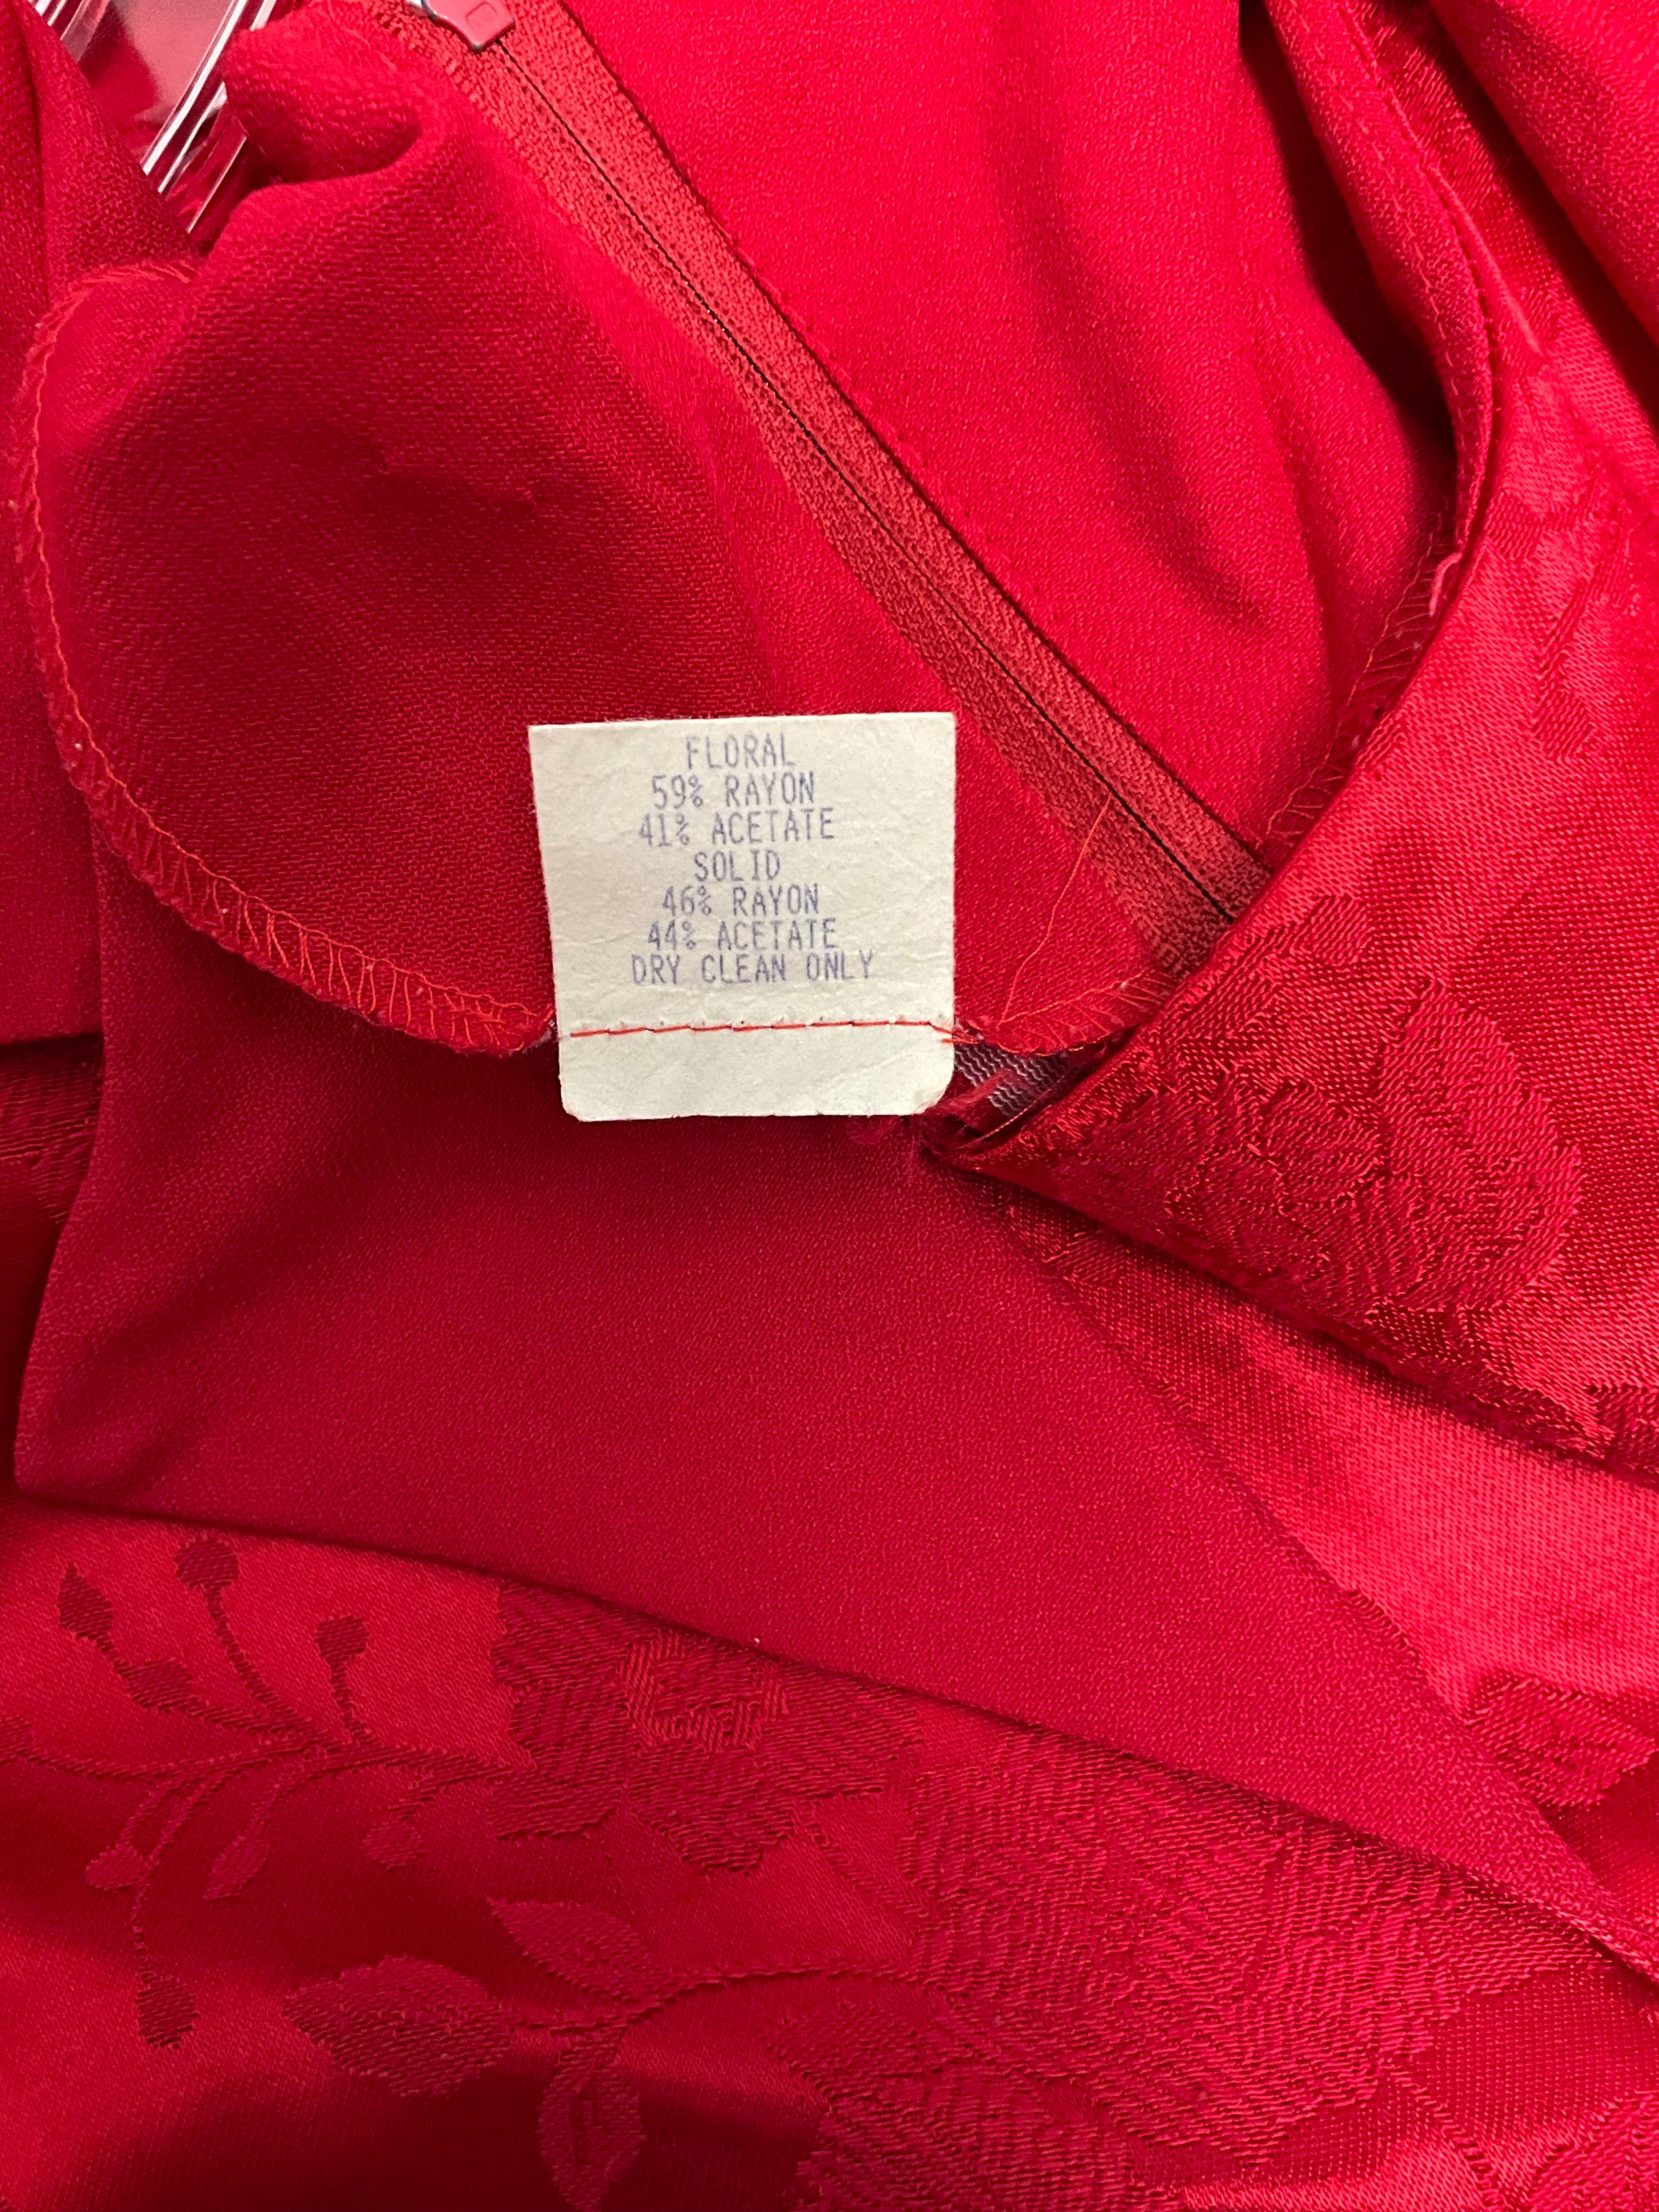 FLORAL
59% RAYON
41% ACETATE
SOLID
46% RAYON
44% ACETATE
DRY CLEAN ONLY